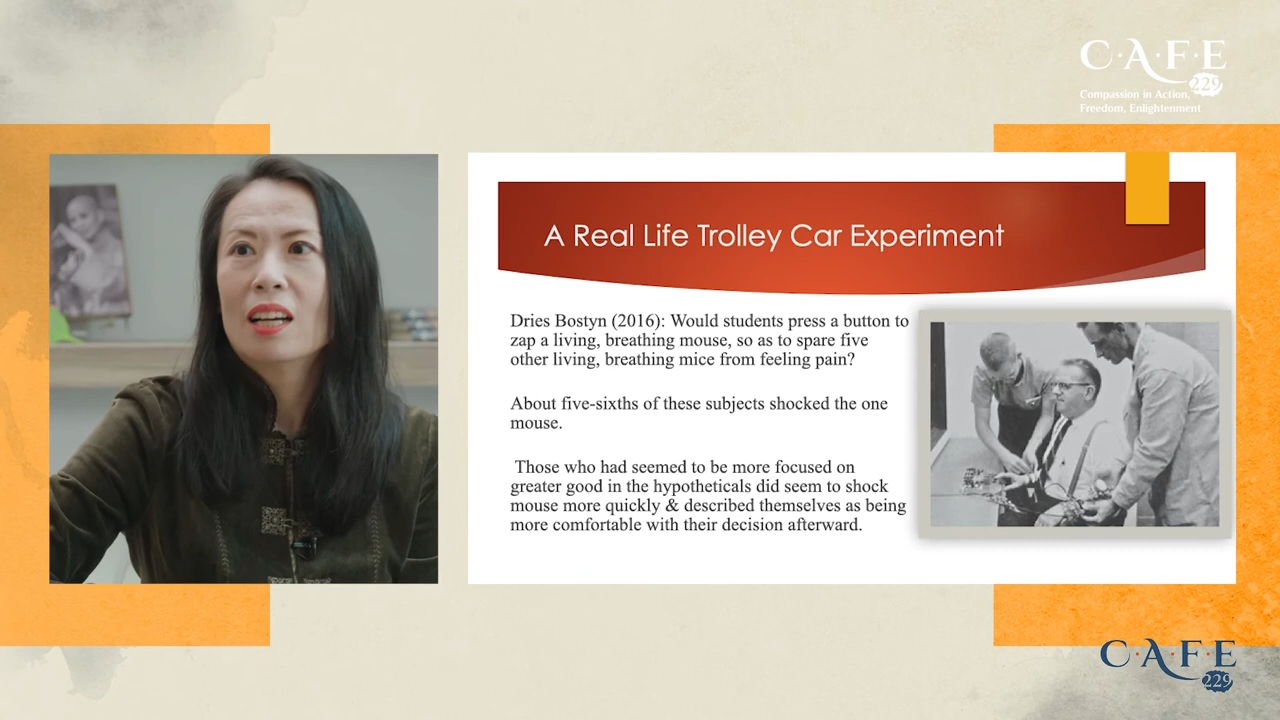 C·A·F·E
229
Compassion in Action,
Freedom, Enlightenment
A Real Life Trolley Car Experiment
Dries Bostyn (2016): Would students press a button to
zap a living, breathing mouse, so as to spare five
other living, breathing mice from feeling pain?
About five-sixths of these subjects shocked the one
mouse.
Those who had seemed to be more focused on
greater good in the hypotheticals did seem to shock
mouse more quickly & described themselves as being
more comfortable with their decision afterward.
C·A·F·E
229